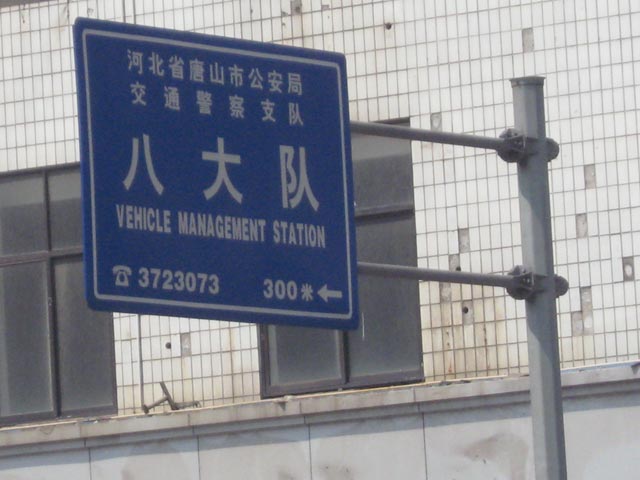 河北省唐山市公安局
交通警察支队
八大队
VEHICLE MANAGEMENT STATION
☎3723073 300米←